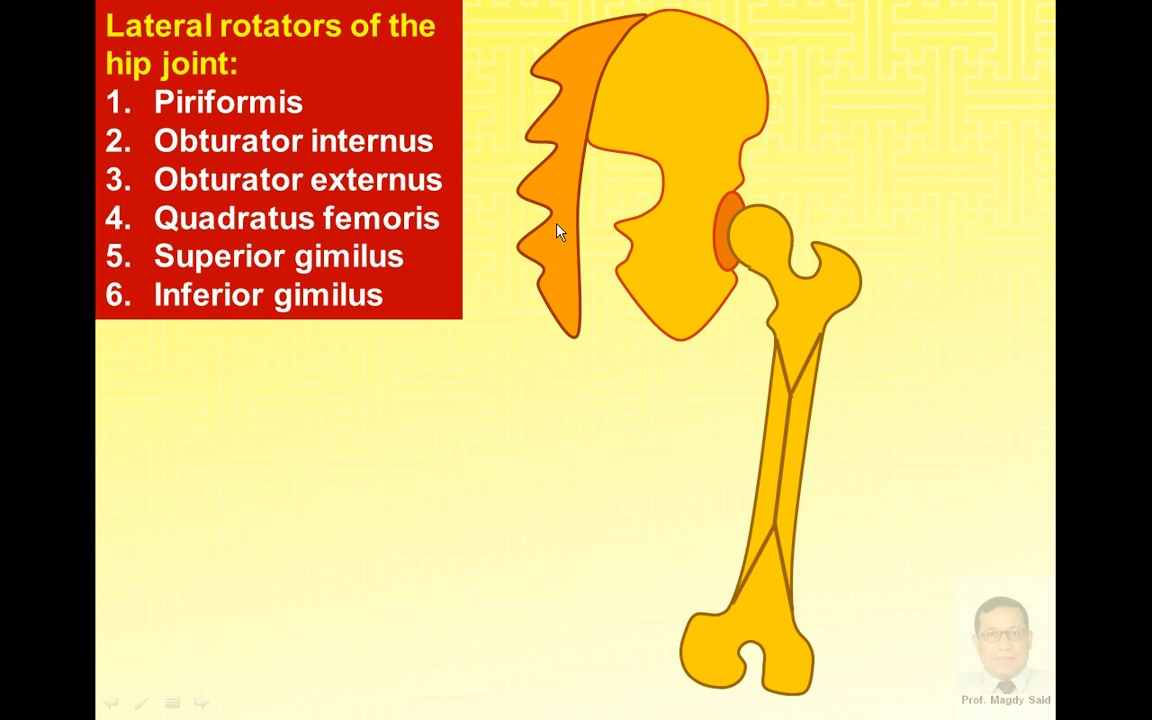 Lateral rotators of the
hip joint:
1. Piriformis
2. Obturator internus
3. Obturator externus
4. Quadratus femoris
5. Superior gimilus
6. Inferior gimilus
Prof. Magdy Said